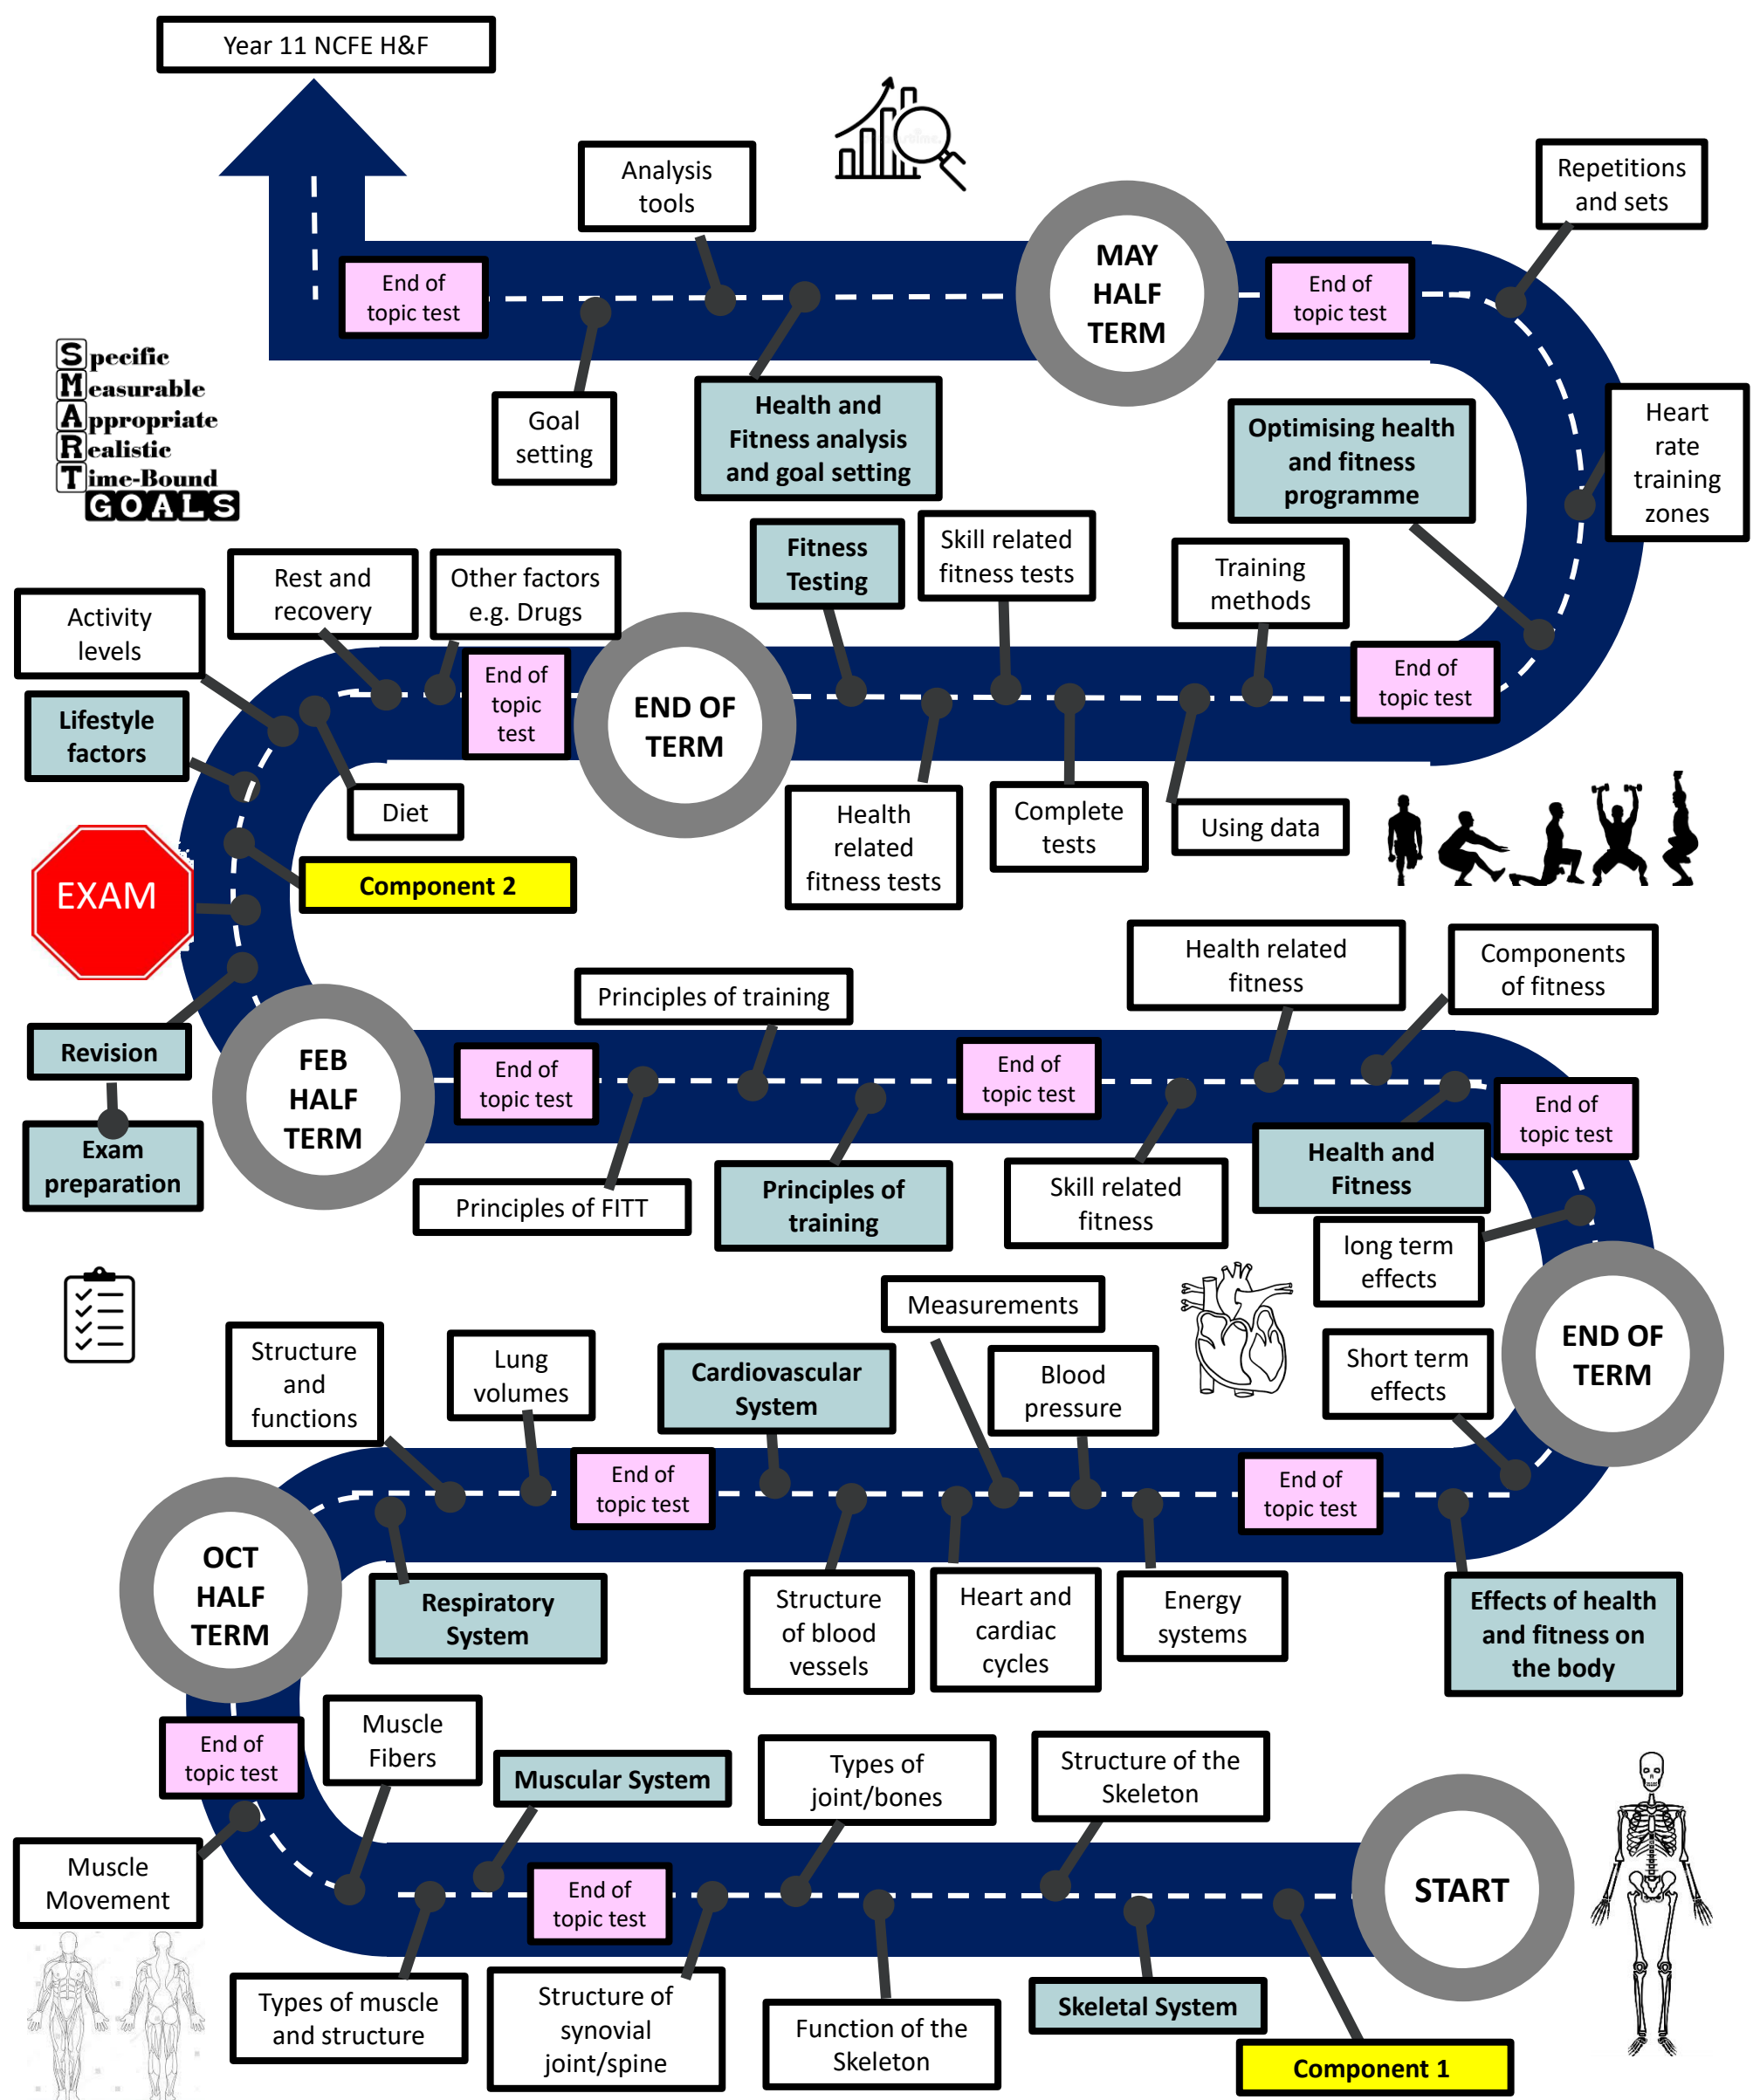 Year 11 NCFE H&F
Analysis
tools
Repetitions
and sets
MAY
HALF
TERM
End of
topic test
End of
topic test
Specific
Measurable
Appropriate
Realistic
Time-Bound
GOALS
Goal
setting
Health and
Fitness analysis
and goal setting
Optimising health
and fitness
programme
Heart
rate
training
zones
Fitness
Testing
Skill related
fitness tests
Training
methods
Rest and
recovery
Other factors
e.g. Drugs
Activity
levels
Lifestyle
factors
End of
topic
test
END OF
TERM
End of
topic test
Diet
Health
related
fitness tests
Complete
tests
Using data
EXAM
Component 2
Principles of training
Health related
fitness
Components
of fitness
Revision
Exam
preparation
FEB
HALF
TERM
End of
topic test
End of
topic test
End of
topic test
Principles of FITT
Principles of
training
Skill related
fitness
Health and
Fitness
long term
effects
Measurements
Structure
and
functions
Lung
volumes
Cardiovascular
System
Blood
pressure
Short term
effects
END OF
TERM
End of
topic test
End of
topic test
OCT
HALF
TERM
Respiratory
System
Structure
of blood
vessels
Heart and
cardiac
cycles
Energy
systems
Effects of health
and fitness on
the body
End of
topic test
Muscle
Fibers
Muscular System
Types of
joint/bones
Structure of the
Skeleton
Muscle
Movement
End of
topic test
START
Types of muscle
and structure
Structure of
synovial
joint/spine
Function of the
Skeleton
Skeletal System
Component 1